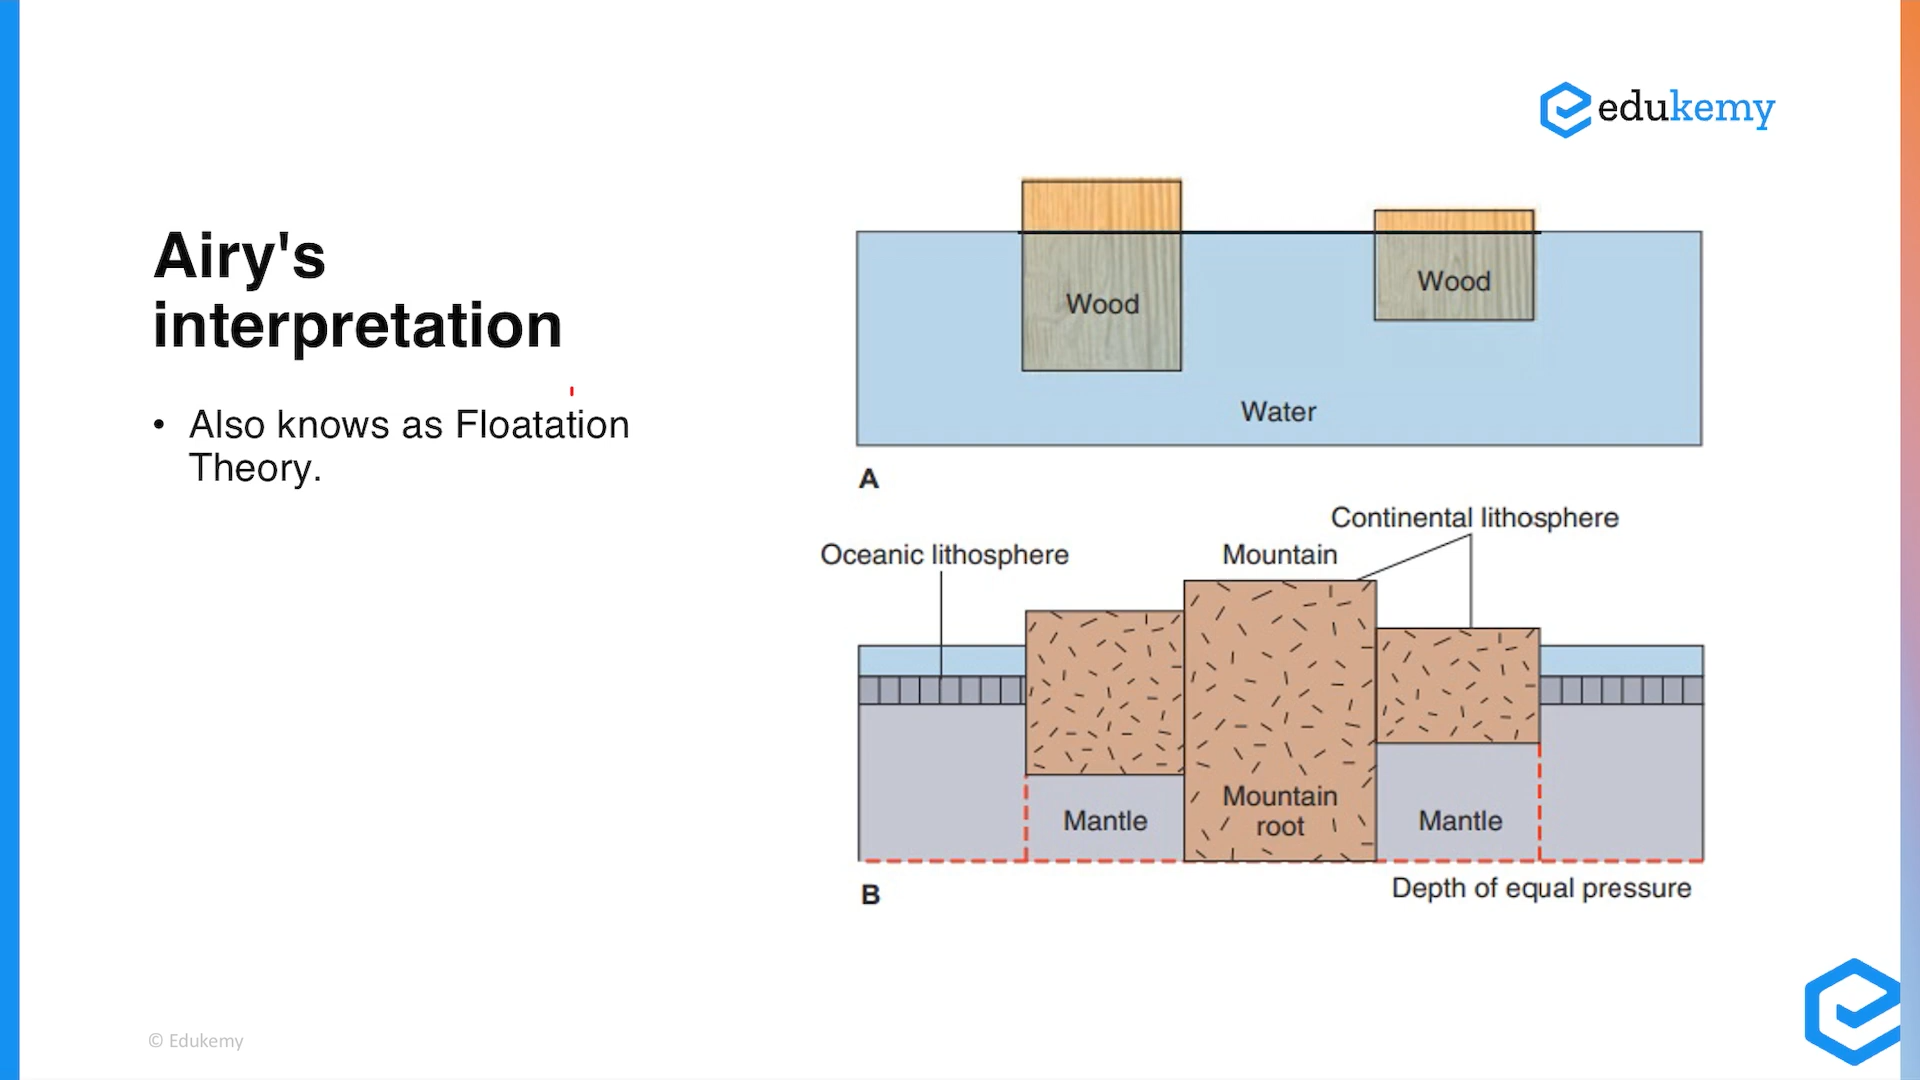 edukemy
Airy's
interpretation
• Also knows as Floatation
Theory.
Wood
Wood
Water
A
Continental lithosphere
Oceanic lithosphere
Mountain
Mountain
root
Mantle
Mantle
Depth of equal pressure
B
© Edukemy